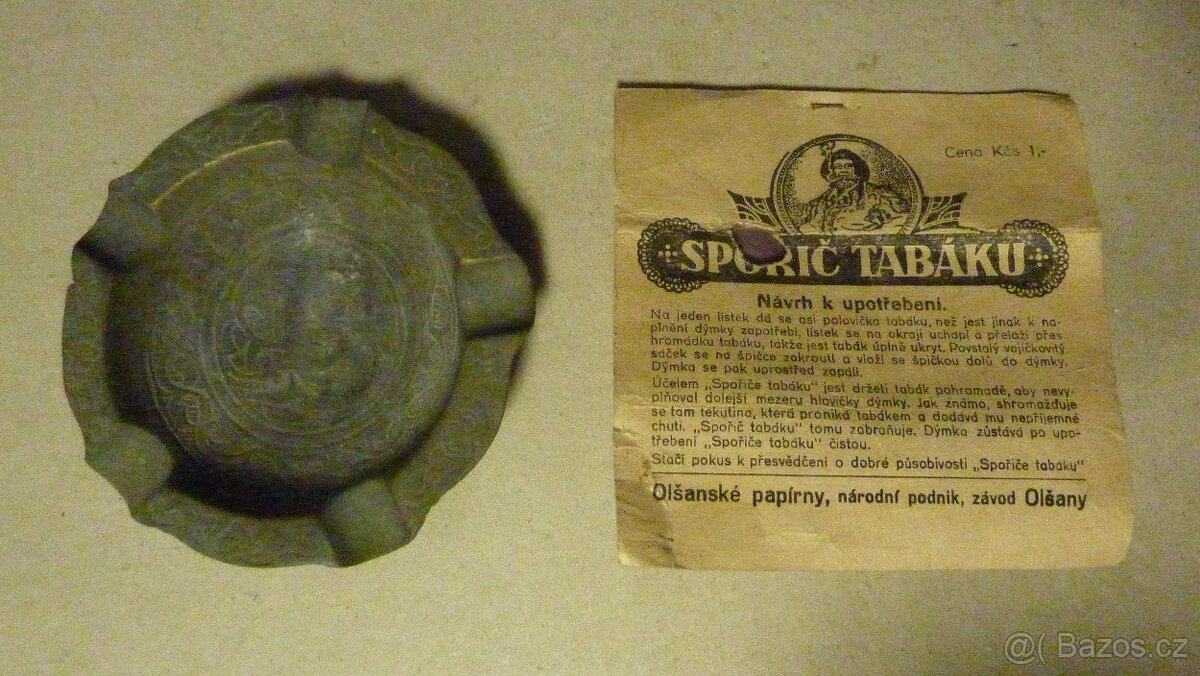 Cena Kčs 1,-
SPOŘIČ TABÁKU
Návrh k upotřebení.
Na jeden lístek dá se asi polovička tabáku, než jest jinak k na-
plnění dýmky zapotřebí, lístek se na okraji uchopí a přeloží přes
hromádku tabáku, takže jest tabák úplně ukryt. Povstalý vajíčkovitý
sáček se na špičce zakroutí a vloží se špičkou dolů do dýmky.
Dýmka se pak uprostřed zapálí.
Účelem „Spořiče tabáku" jest držeti tabák pohromadě, aby nevy-
plňoval dolejší mezeru hlavičky dýmky. Jak známo, shromažďuje
se tam tekutina, která proniká tabákem a dodává mu nepříjemné
chuti. „Spořič tabáku" tomu zabraňuje. Dýmka zůstává po upo-
třebení „Spořiče tabáku" čistou.
Stačí pokus k přesvědčení o dobré působivosti „Spořiče tabáku"
Olšanské papírny, národní podnik, závod Olšany
@( Bazos.cz